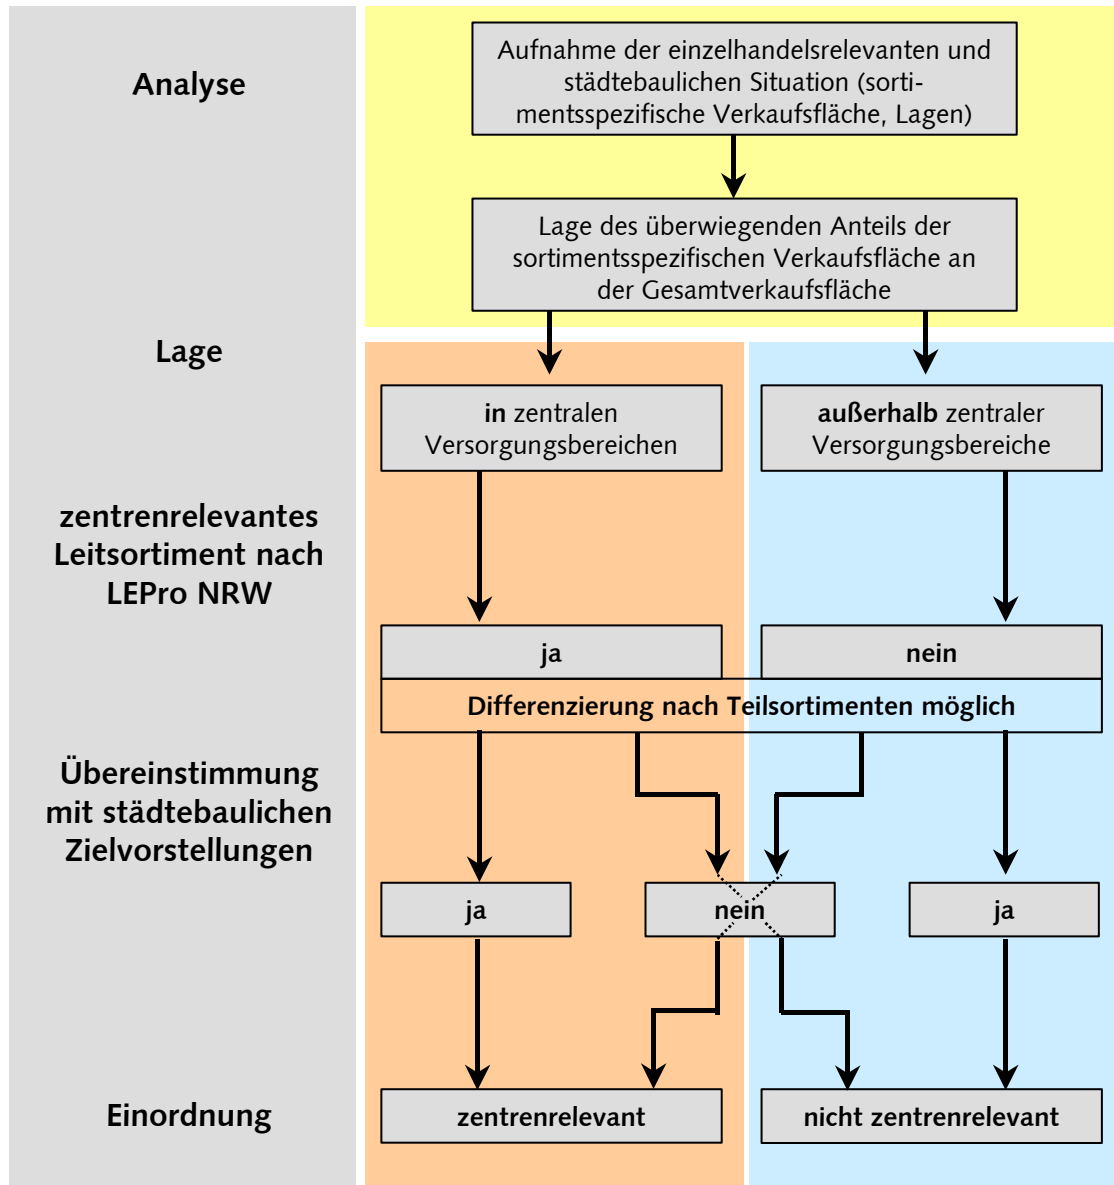 Analyse
Aufnahme der einzelhandelsrelevanten und
städtebaulichen Situation (sorti-
mentsspezifische Verkaufsfläche, Lagen)
Lage des überwiegenden Anteils der
sortimentsspezifischen Verkaufsfläche an
der Gesamtverkaufsfläche
Lage
in zentralen
Versorgungsbereichen
außerhalb zentraler
Versorgungsbereiche
zentrenrelevantes
Leitsortiment nach
LEPro NRW
ja
nein
Differenzierung nach Teilsortimenten möglich
Übereinstimmung
mit städtebaulichen
Zielvorstellungen
ja
nein
ja
Einordnung
zentrenrelevant
nicht zentrenrelevant